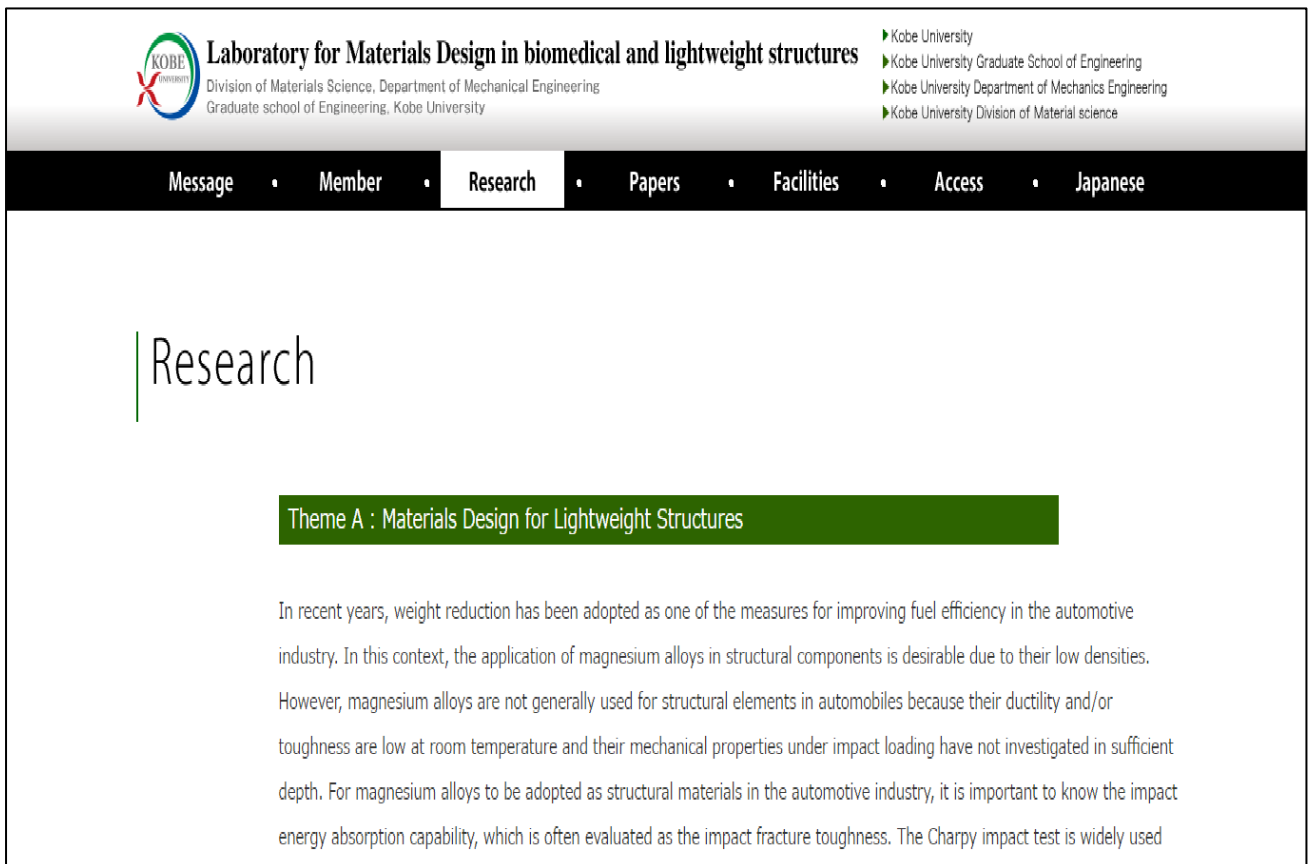 KOBE
UNIVERSITY
Laboratory for Materials Design in biomedical and lightweight structures
Division of Materials Science, Department of Mechanical Engineering
Graduate school of Engineering, Kobe University
Kobe University
Kobe University Graduate School of Engineering
Kobe University Department of Mechanics Engineering
Kobe University Division of Material science
Message • Member • Research • Papers • Facilities • Access • Japanese
Research
Theme A : Materials Design for Lightweight Structures
In recent years, weight reduction has been adopted as one of the measures for improving fuel efficiency in the automotive
industry. In this context, the application of magnesium alloys in structural components is desirable due to their low densities.
However, magnesium alloys are not generally used for structural elements in automobiles because their ductility and/or
toughness are low at room temperature and their mechanical properties under impact loading have not investigated in sufficient
depth. For magnesium alloys to be adopted as structural materials in the automotive industry, it is important to know the impact
energy absorption capability, which is often evaluated as the impact fracture toughness. The Charpy impact test is widely used